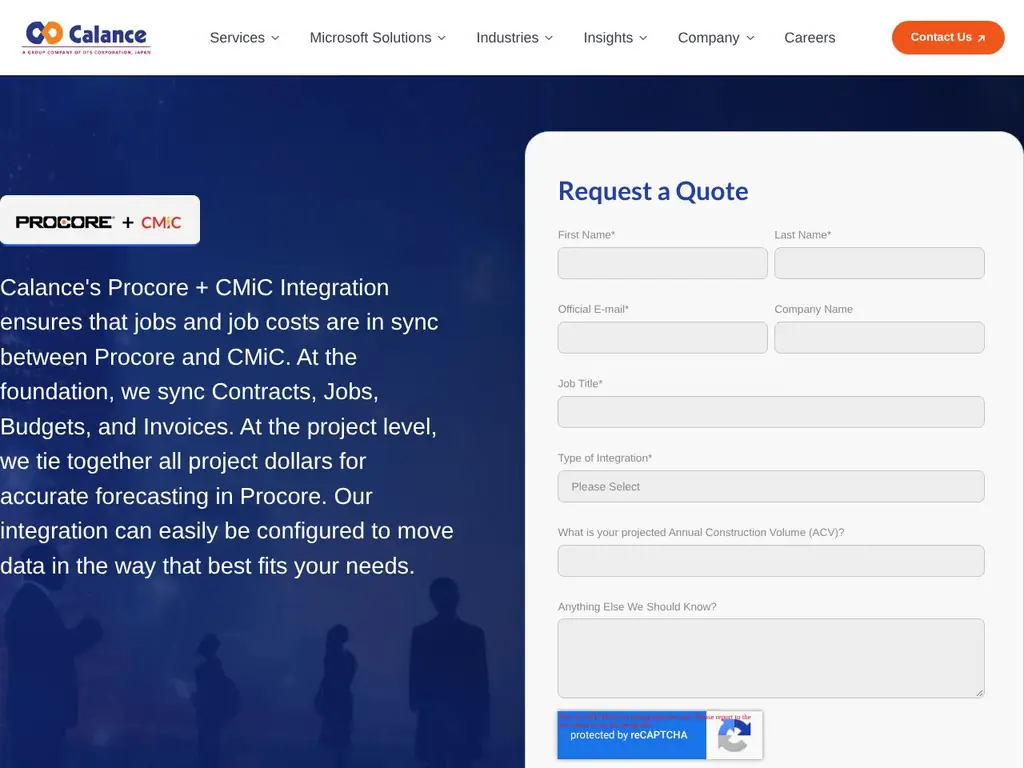 Calance
A GROUP COMPANY OF DTS CORPORATION, JAPAN
Services
Microsoft Solutions
Industries
Insights
Company
Careers
Contact Us
PROCORE + CMiC
Calance's Procore + CMiC Integration
ensures that jobs and job costs are in sync
between Procore and CMiC. At the
foundation, we sync Contracts, Jobs,
Budgets, and Invoices. At the project level,
we tie together all project dollars for
accurate forecasting in Procore. Our
integration can easily be configured to move
data in the way that best fits your needs.
Request a Quote
First Name*
Last Name*
Official E-mail*
Company Name
Job Title*
Type of Integration*
Please Select
What is your projected Annual Construction Volume (ACV)?
Anything Else We Should Know?
report to the
protected by reCAPTCHA